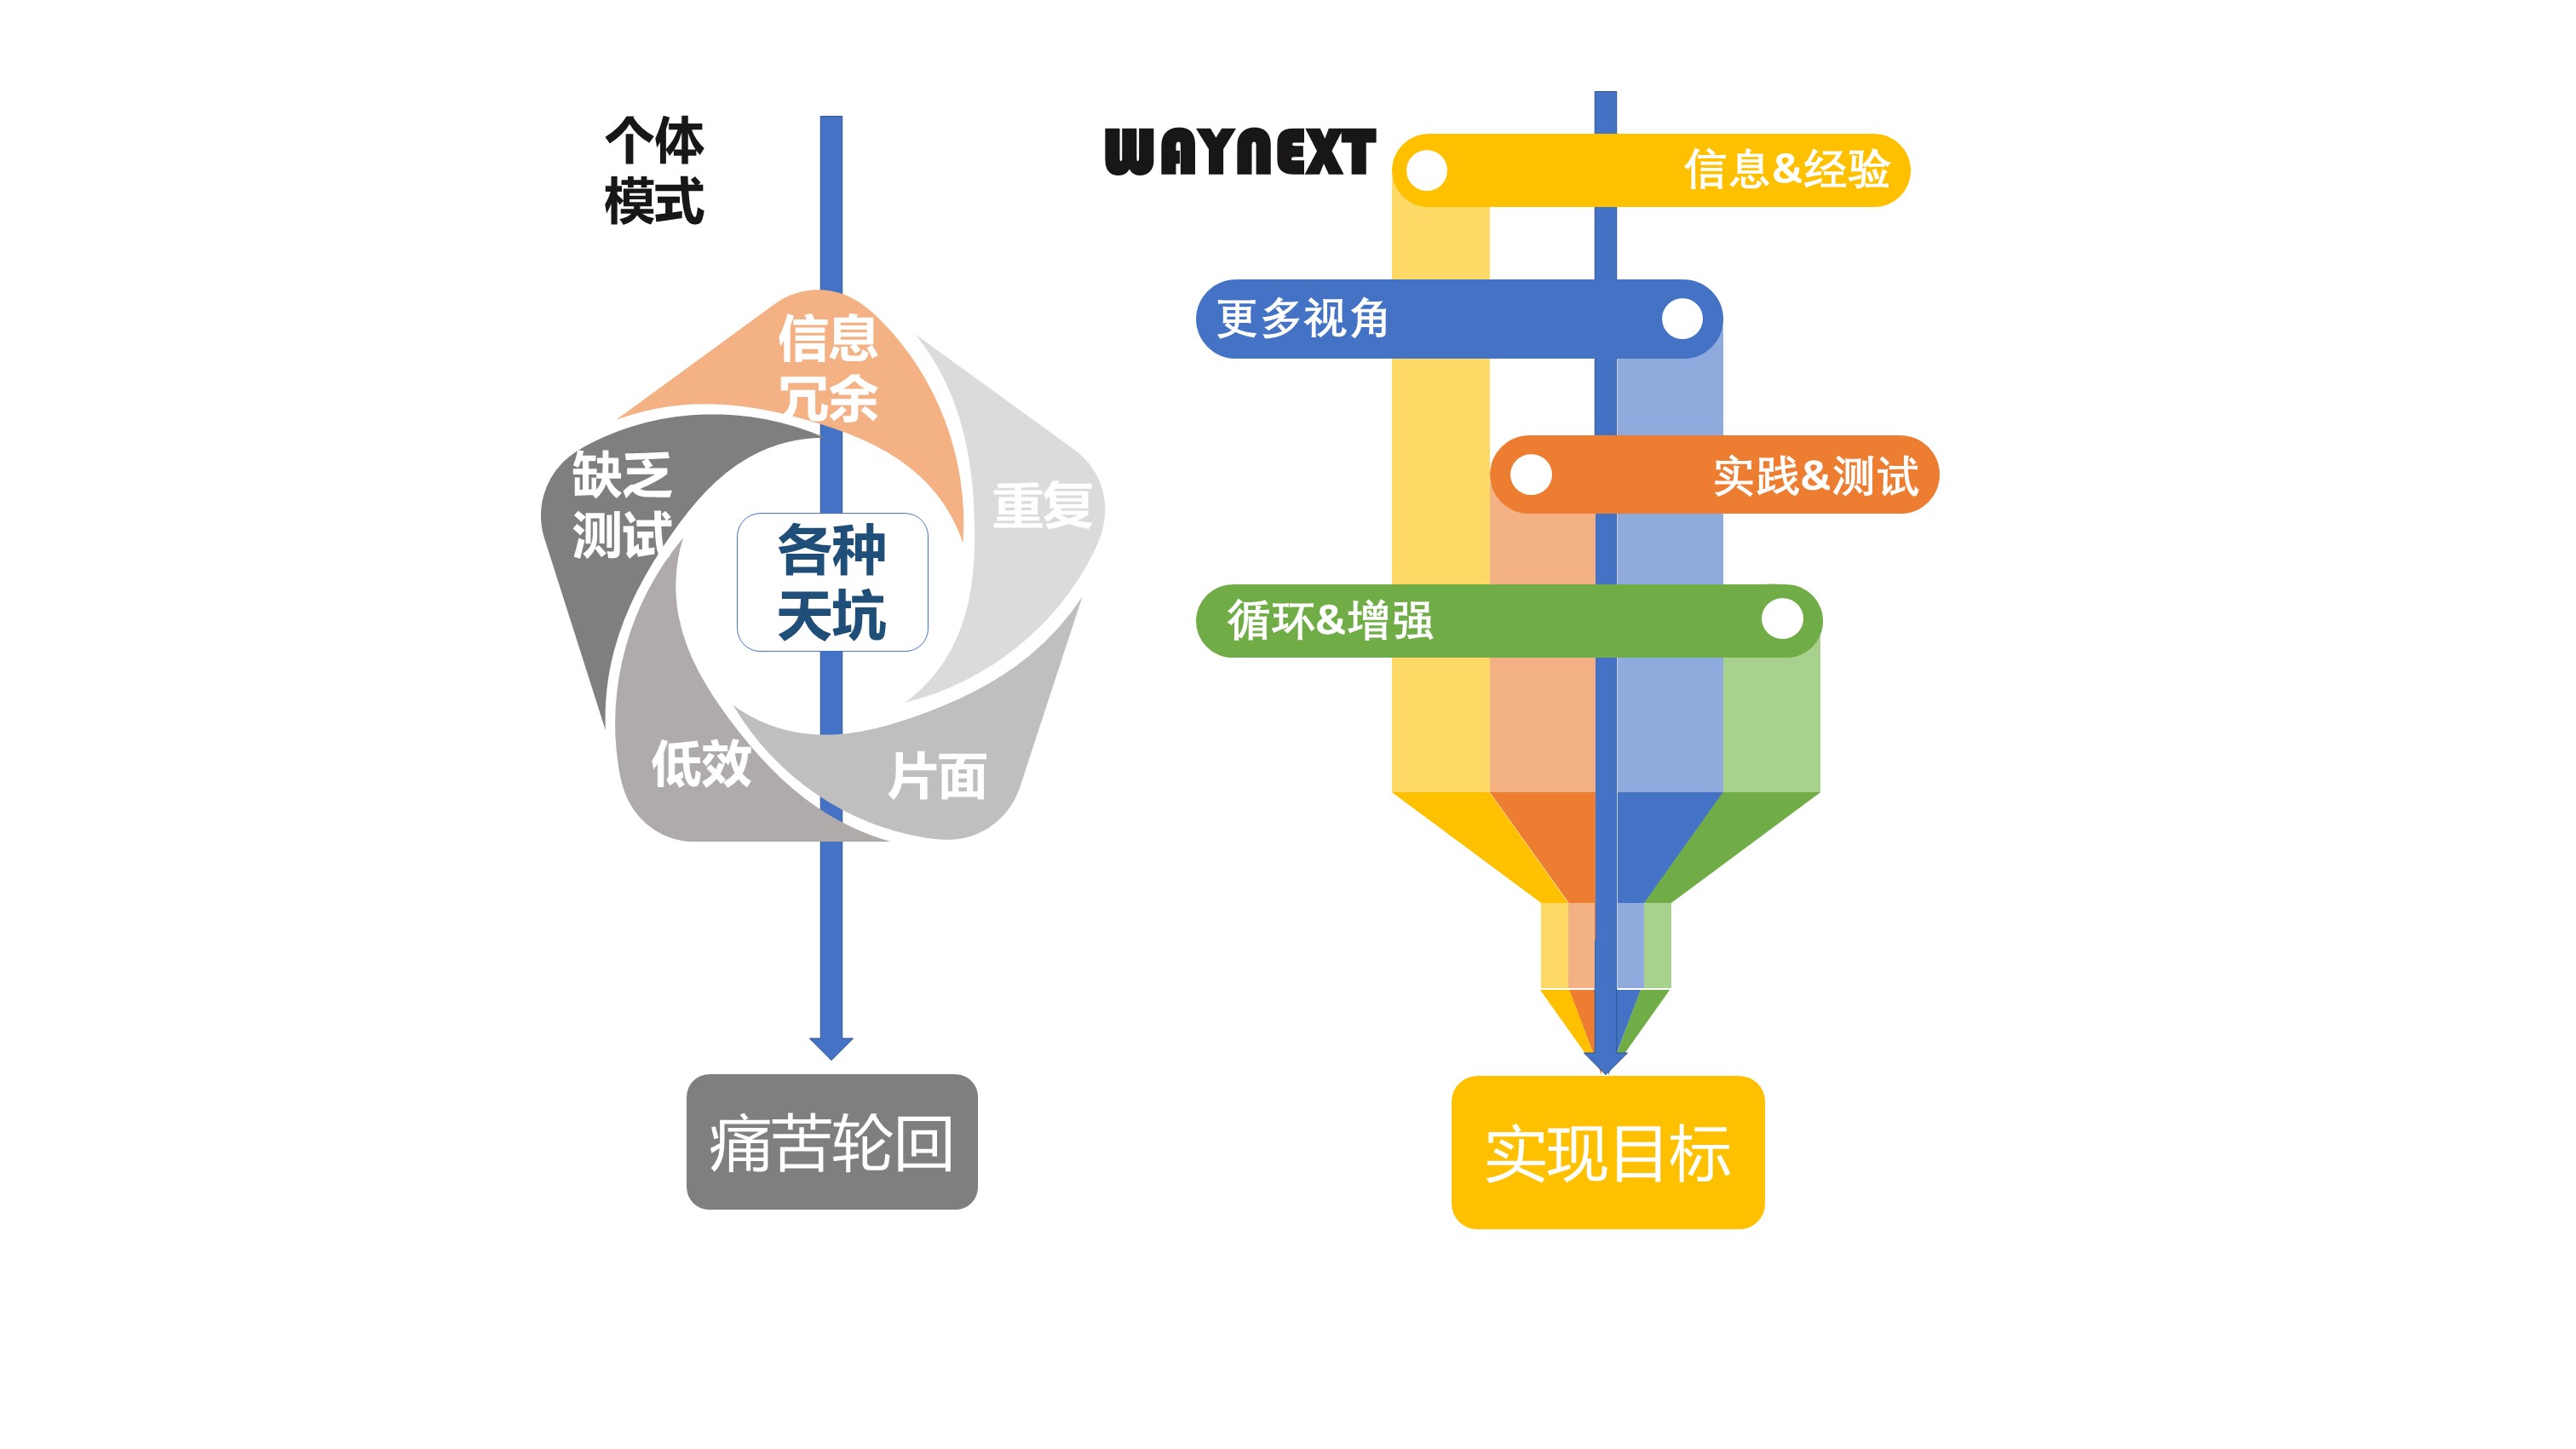 个体
模式
信息
冗余
重复
缺乏
测试
各种
天坑
低效
片面
痛苦轮回
WAYNEXT
信息&经验
更多视角
实践&测试
循环&增强
实现目标